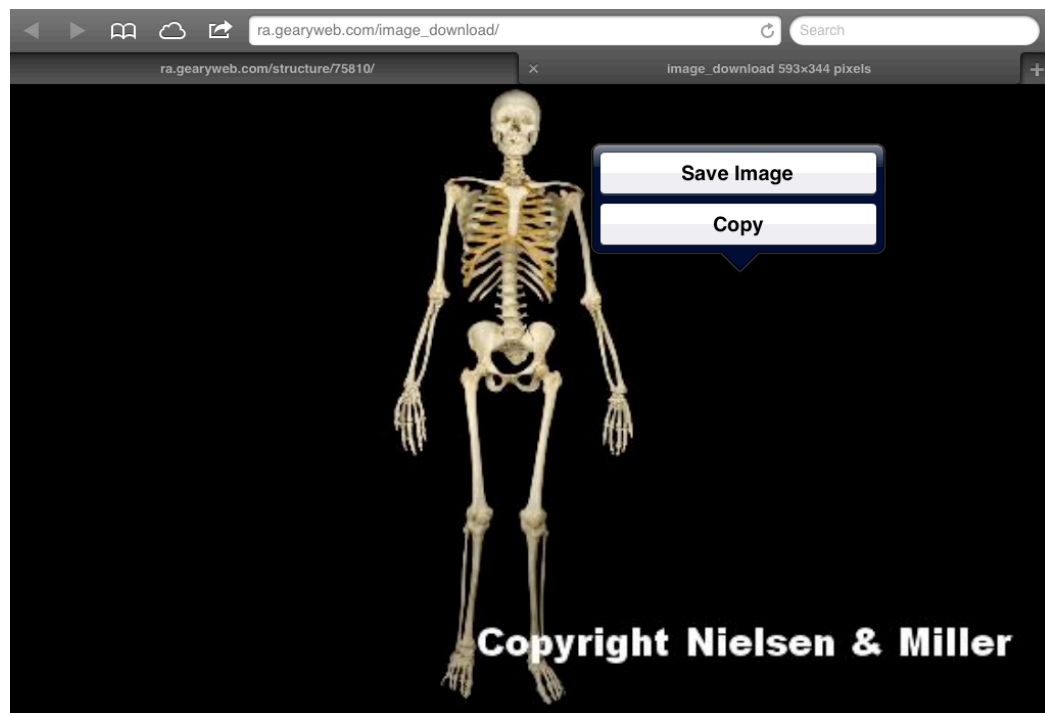 ra.gearyweb.com/image_download/
Search
ra.gearyweb.com/structure/75810/
image_download 593×344 pixels
Save Image
Copy
Copyright Nielsen & Miller